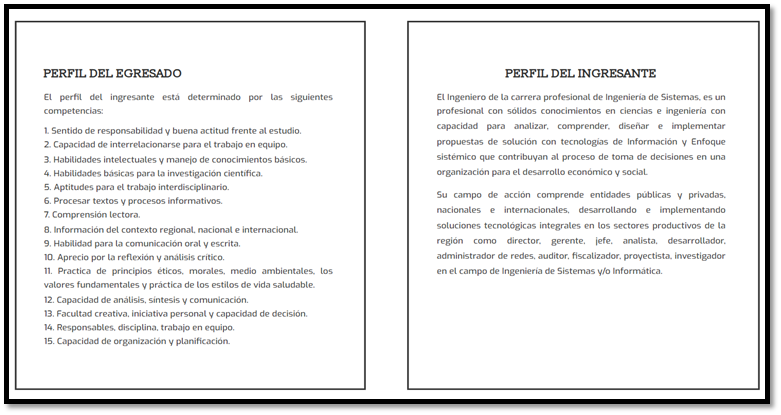 PERFIL DEL EGRESADO
El perfil del ingresante está determinado por las siguientes
competencias:
1. Sentido de responsabilidad y buena actitud frente al estudio.
2. Capacidad de interrelacionarse para el trabajo en equipo.
3. Habilidades intelectuales y manejo de conocimientos básicos.
4. Habilidades básicas para la investigación científica.
5. Aptitudes para el trabajo interdisciplinario.
6. Procesar textos y procesos informativos.
7. Comprensión lectora.
8. Información del contexto regional, nacional e internacional.
9. Habilidad para la comunicación oral y escrita.
10. Aprecio por la reflexión y análisis crítico.
11. Practica de principios éticos, morales, medio ambientales, los
valores fundamentales y práctica de los estilos de vida saludable.
12. Capacidad de análisis, síntesis y comunicación.
13. Facultad creativa, iniciativa personal y capacidad de decisión.
14. Responsables, disciplina, trabajo en equipo.
15. Capacidad de organización y planificación.
PERFIL DEL INGRESANTE
El Ingeniero de la carrera profesional de Ingeniería de Sistemas, es un
profesional con sólidos conocimientos en ciencias e ingeniería con
capacidad para analizar, comprender, diseñar e implementar
propuestas de solución con tecnologías de Información y Enfoque
sistémico que contribuyan al proceso de toma de decisiones en una
organización para el desarrollo económico y social.
Su campo de acción comprende entidades públicas y privadas,
nacionales e internacionales, desarrollando e implementando
soluciones tecnológicas integrales en los sectores productivos de la
región como director, gerente, jefe, analista, desarrollador,
administrador de redes, auditor, fiscalizador, proyectista, investigador
en el campo de Ingeniería de Sistemas y/o Informática.